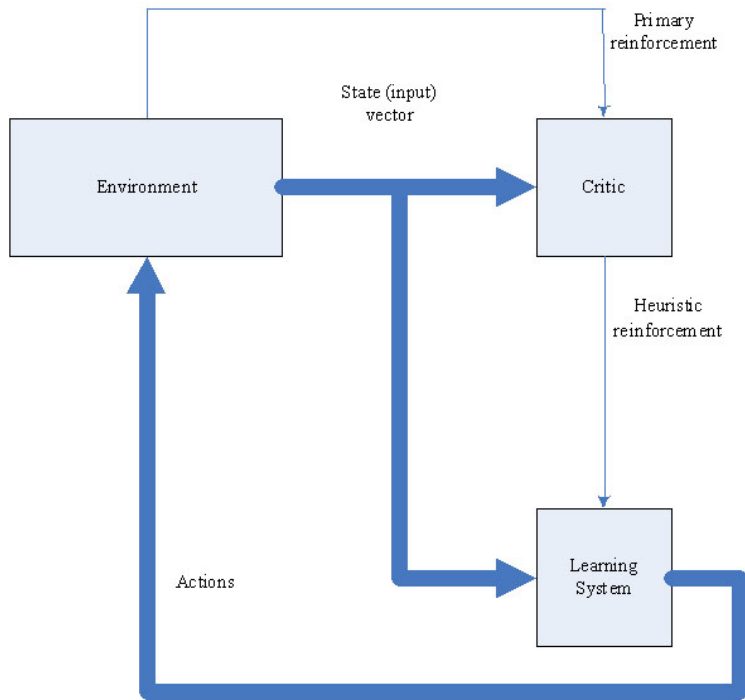 Primary
reinforcement
State (input)
vector
Environment
Critic
Heuristic
reinforcement
Learning
System
Actions